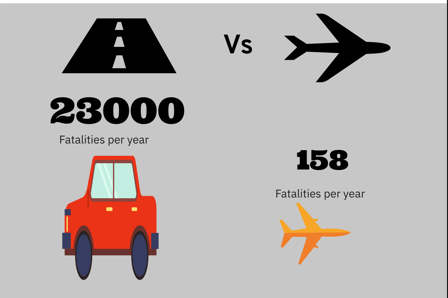 Vs
23000
Fatalities per year
158
Fatalities per year